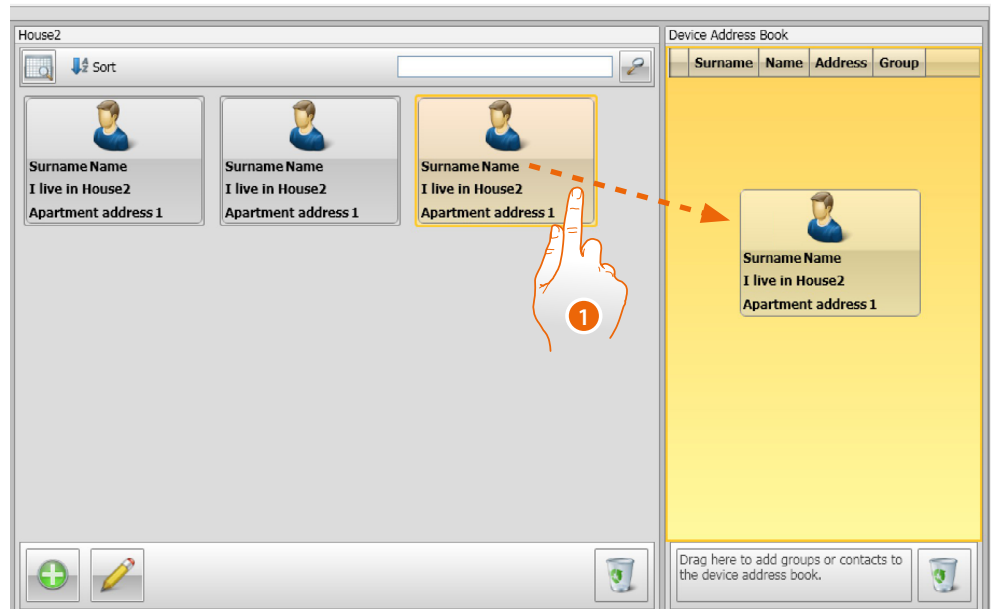 House2
Sort
Surname Name
I live in House2
Apartment address 1
Surname Name
I live in House2
Apartment address 1
Surname Name
I live in House2
Apartment address 1
1
Device Address Book
Surname Name Address Group
Surname Name
I live in House2
Apartment address 1
Drag here to add groups or contacts to
the device address book.